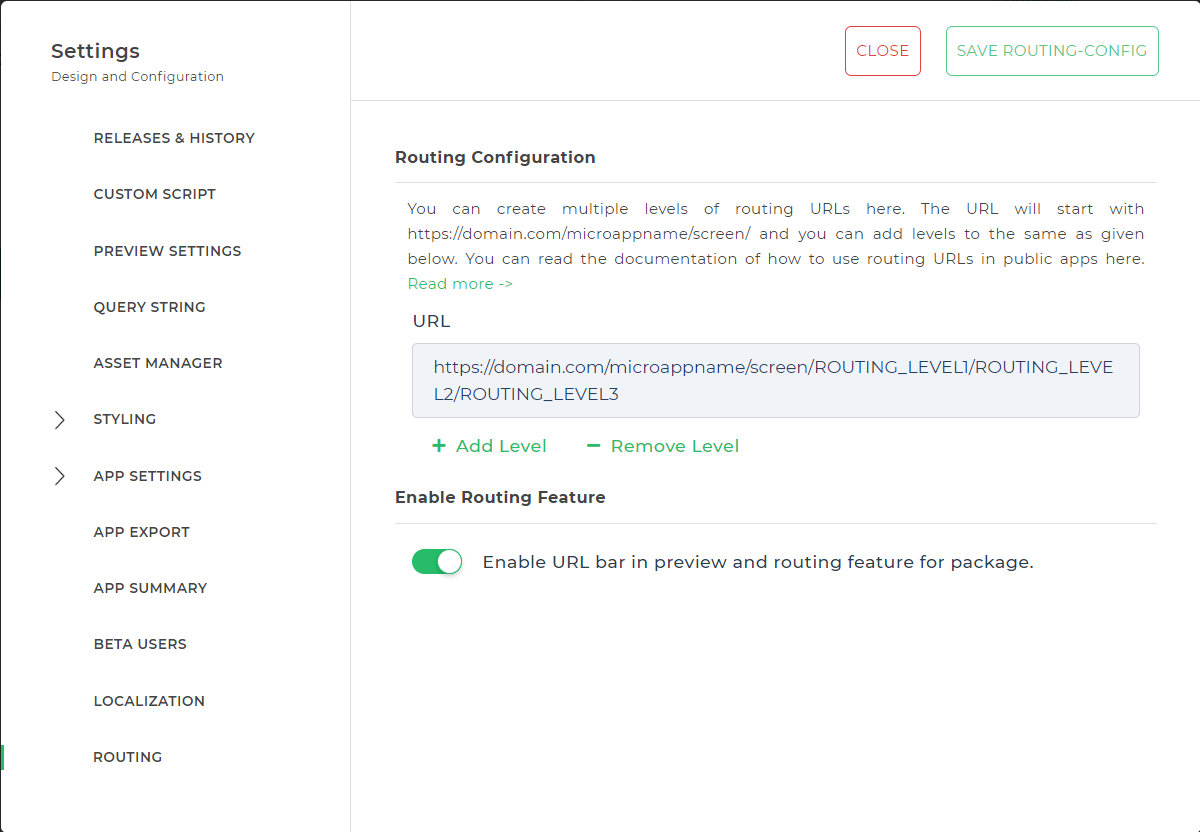 Settings
Design and Configuration
RELEASES & HISTORY
CUSTOM SCRIPT
PREVIEW SETTINGS
QUERY STRING
ASSET MANAGER
STYLING
APP SETTINGS
APP EXPORT
APP SUMMARY
BETA USERS
LOCALIZATION
ROUTING
CLOSE
SAVE ROUTING-CONFIG
Routing Configuration
You can create multiple levels of routing URLs here. The URL will start with
https://domain.com/microappname/screen/ and you can add levels to the same as given
below. You can read the documentation of how to use routing URLs in public apps here.
Read more ->
URL
https://domain.com/microappname/screen/ROUTING_LEVEL1/ROUTING_LEVE
L2/ROUTING_LEVEL3
+ Add Level
− Remove Level
Enable Routing Feature
Enable URL bar in preview and routing feature for package.